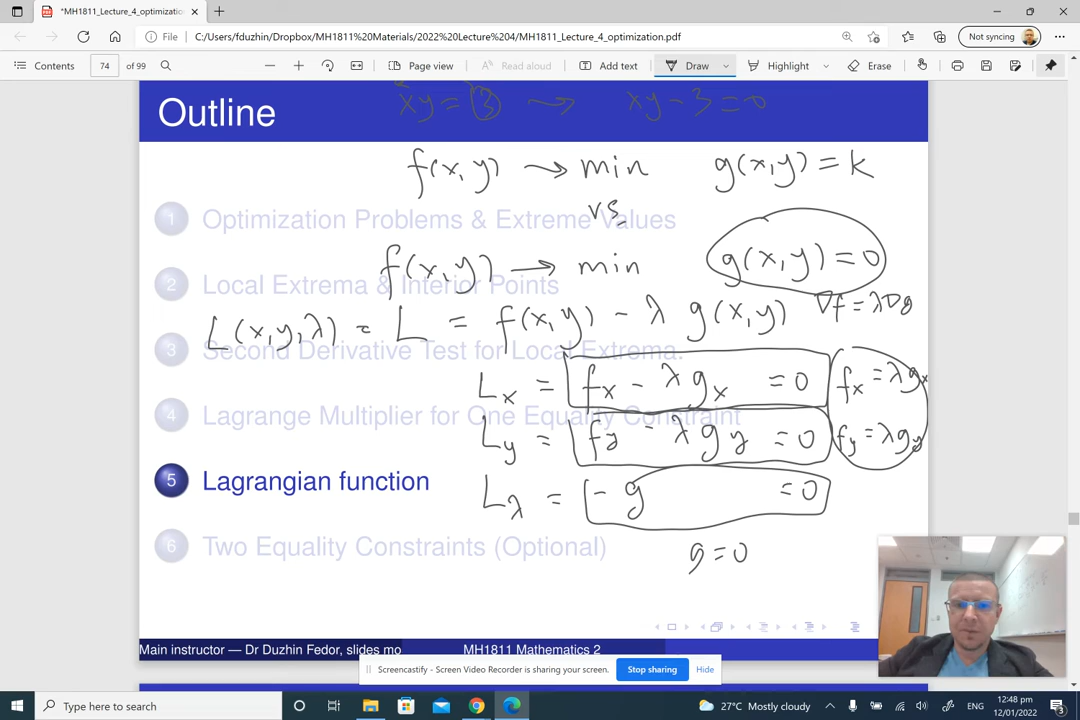 *MH1811_Lecture_4_optimizatio
File
C:/Users/fduzhin/Dropbox/MH1811%20Materials/2022%20Lecture%204/MH1811_Lecture_4_optimization.pdf
Not syncing
Contents
74
of 99
Page view
Read aloud
Add text
Draw
Highlight
Erase
xy = 3 → xy - 3 = 0
Outline
f(x,y) → min g(x,y) = k
vs
1 Optimization Problems & Extreme Values
f(x,y) → min g(x,y) = 0
2 Local Extrema & Interior Points
L(x,y,λ) = L = f(x,y) - λ g(x,y) ∇f = λ∇g
3 Second Derivative Test for Local Extrema.
Lx = fx - λ gx = 0 fx = λgx
4 Lagrange Multiplier for One Equality Constraint
Ly = fy - λ gy = 0 fy = λgy
5 Lagrangian function
Lλ = - g = 0
6 Two Equality Constraints (Optional)
g = 0
Main instructor — Dr Duzhin Fedor, slides mo
MH1811 Mathematics 2
Screencastify - Screen Video Recorder is sharing your screen.
Stop sharing
Hide
Type here to search
27°C Mostly cloudy
ENG
12:48 pm
12/01/2022
3